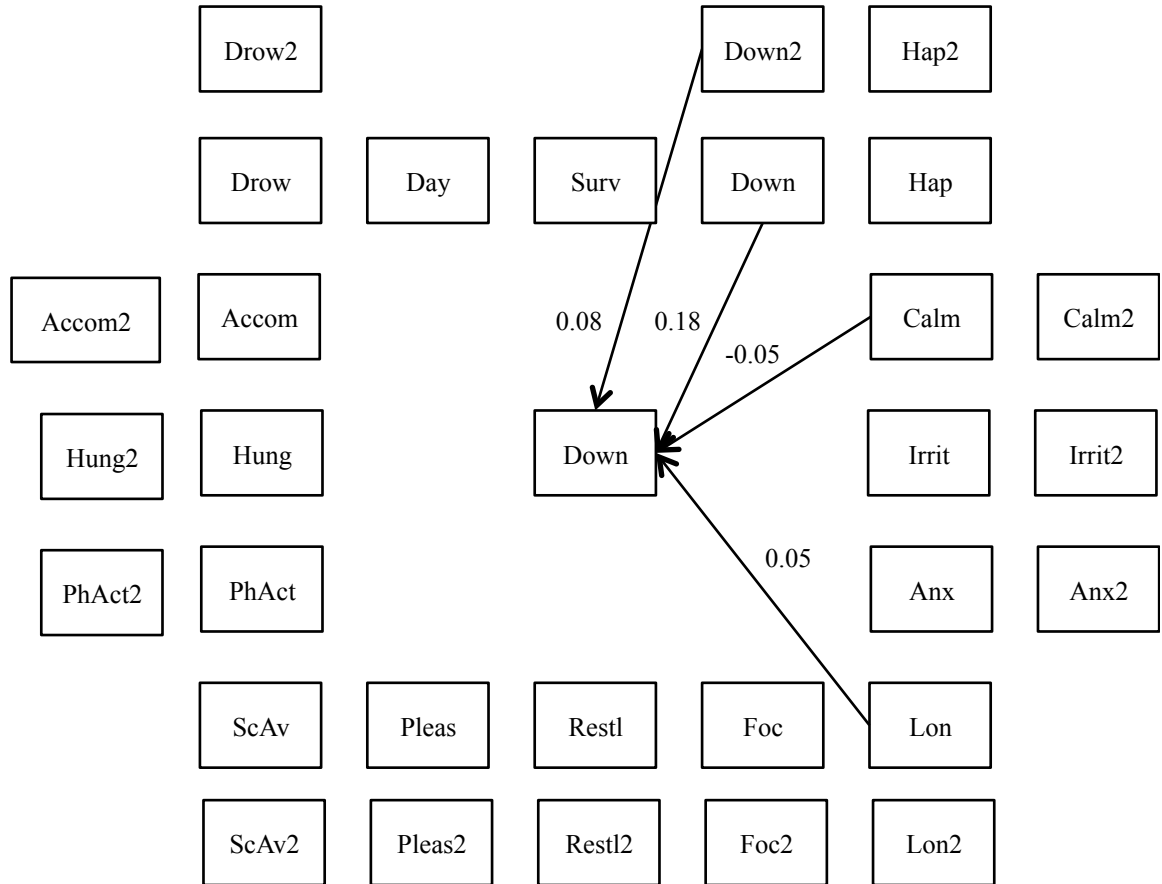 Drow2
Down2
Hap2
Drow
Day
Surv
Down
Hap
Accom2
Accom
0.08
0.18
-0.05
Calm
Calm2
Hung2
Hung
Down
Irrit
Irrit2
PhAct2
PhAct
0.05
Anx
Anx2
ScAv
Pleas
Restl
Foc
Lon
ScAv2
Pleas2
Restl2
Foc2
Lon2